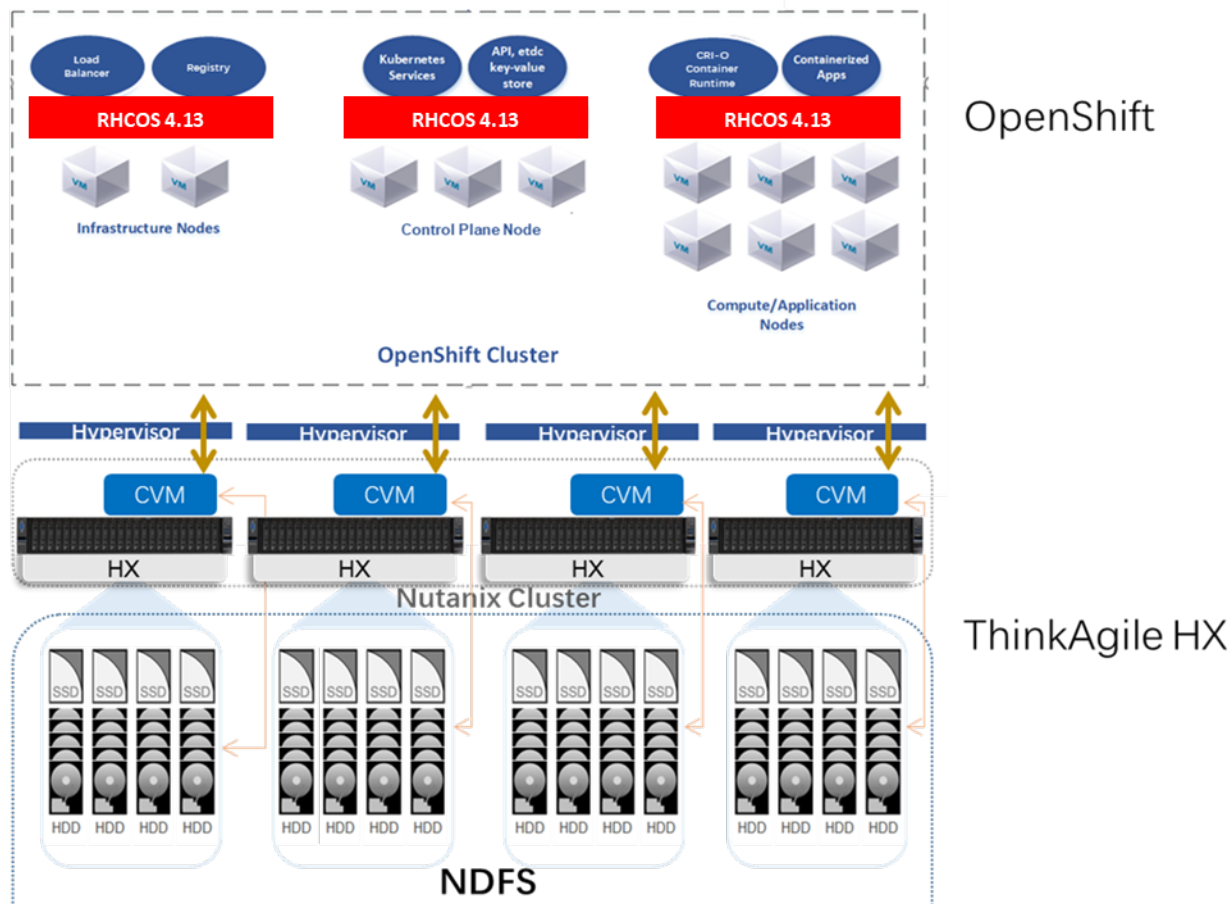 Load
Balancer
Registry
Kubernetes
Services
API, etdc
key-value
store
CRI-O
Container
Runtime
Containerized
Apps
RHCOS 4.13
RHCOS 4.13
RHCOS 4.13
OpenShift
VM
VM
VM
VM
VM
VM
VM
VM
Infrastructure Nodes
Control Plane Node
VM
VM
VM
Compute/Application
Nodes
OpenShift Cluster
Hypervisor
Hypervisor
Hypervisor
Hypervisor
CVM
CVM
CVM
CVM
HX
HX
HX
HX
Nutanix Cluster
ThinkAgile HX
SSD SSD SSD SSD
SSD SSD SSD SSD
SSD SSD SSD SSD
SSD SSD SSD SSD
HDD HDD HDD HDD
HDD HDD HDD HDD
HDD HDD HDD HDD
HDD HDD HDD HDD
NDFS